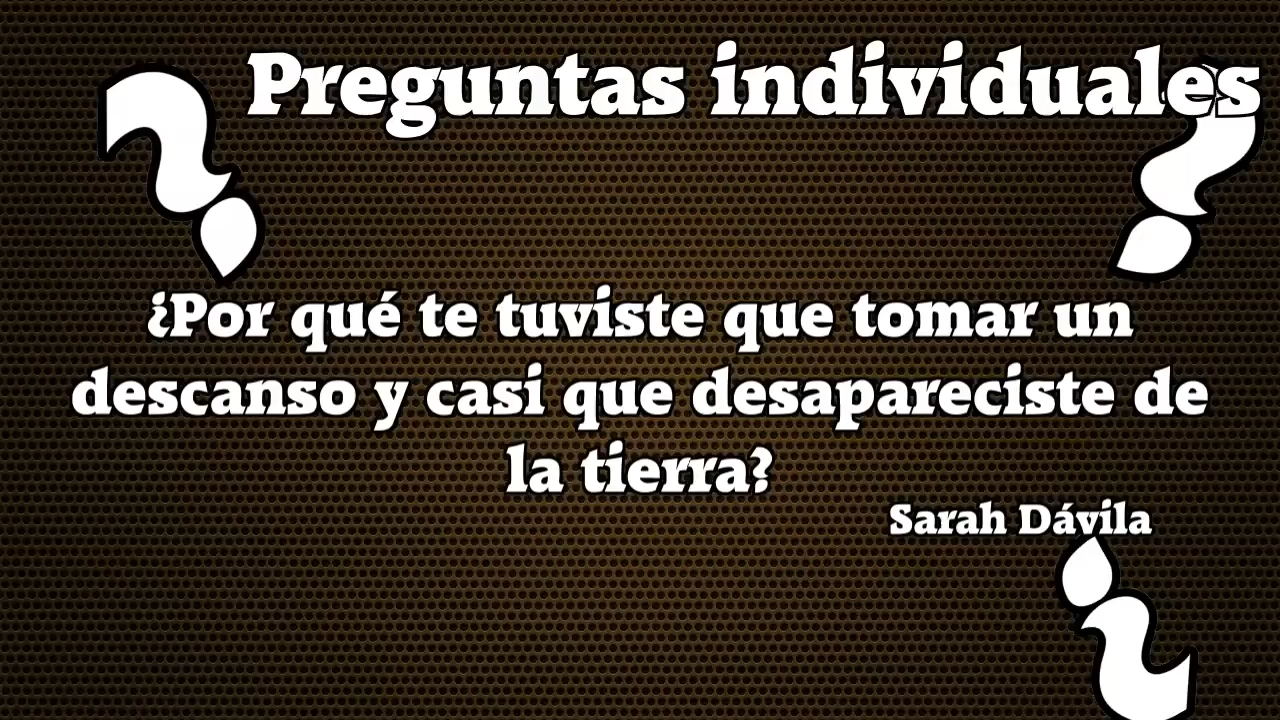 Preguntas individuales
¿Por qué te tuviste que tomar un
descanso y casi que desapareciste de
la tierra?
Sarah Dávila